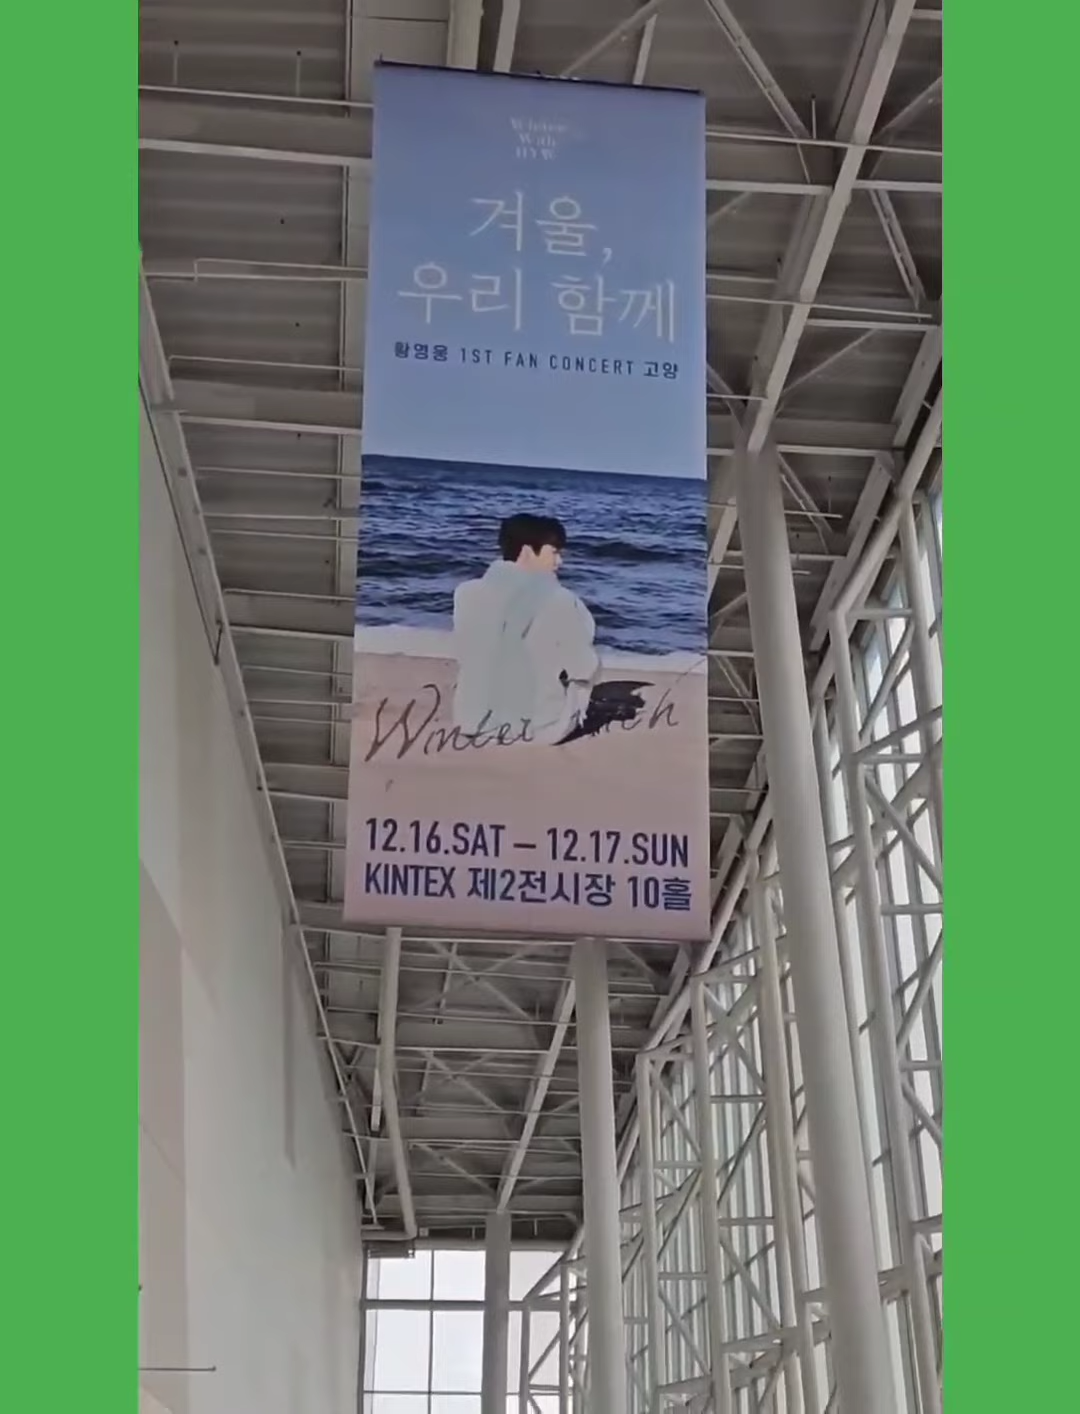 Winter
With
HYW
겨울,
우리 함께
황영웅 1ST FAN CONCERT 고양
Winter with
12.16.SAT – 12.17.SUN
KINTEX 제2전시장 10홀